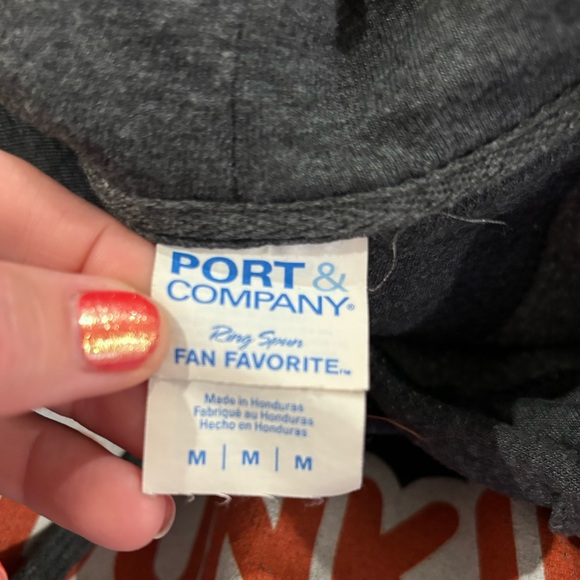 PORT &
COMPANY®
Ring Spun
FAN FAVORITE™
Made in Honduras
Fabriqué au Honduras
Hecho en Honduras
M | M | M